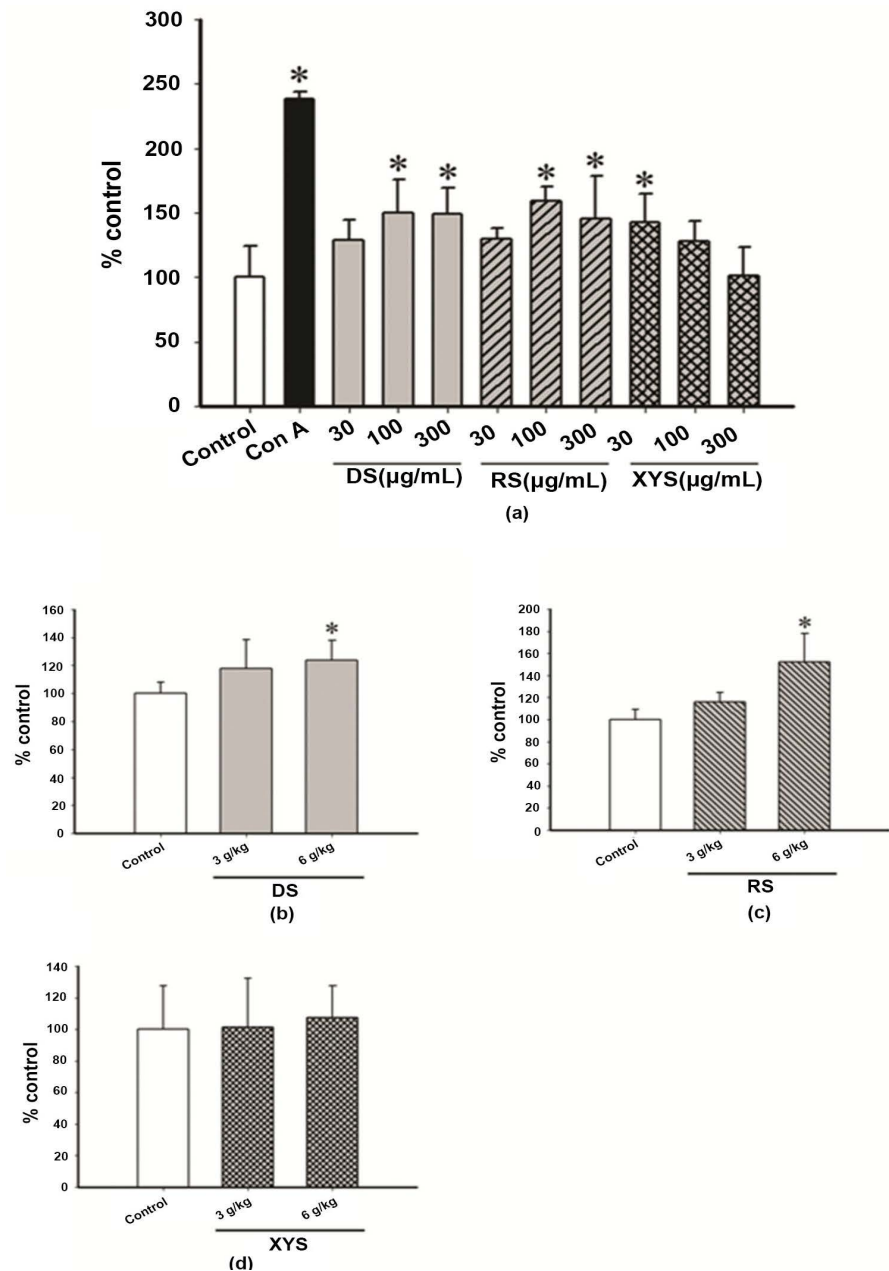 300
250
200
150
100
50
0
% control
* * * * * *
Control Con A 30 100 300 30 100 300 30 100 300
DS(µg/mL) RS(µg/mL) XYS(µg/mL)
(a)
160
140
120
100
80
60
40
20
0
% control
*
Control 3 g/kg 6 g/kg
DS
(b)
200
180
160
140
120
100
80
60
40
20
0
% control
*
Control 3 g/kg 6 g/kg
RS
(c)
140
120
100
80
60
40
20
0
% control
Control 3 g/kg 6 g/kg
XYS
(d)